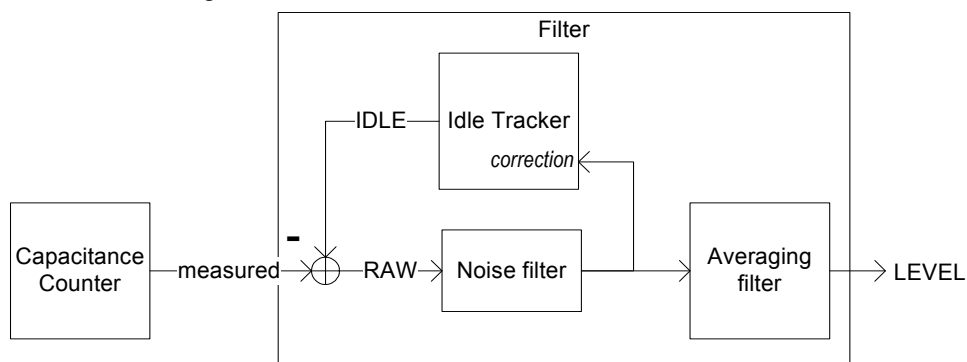 Filter
IDLE
Idle Tracker
correction
Capacitance
Counter
measured
-
RAW
Noise filter
Averaging
filter
LEVEL